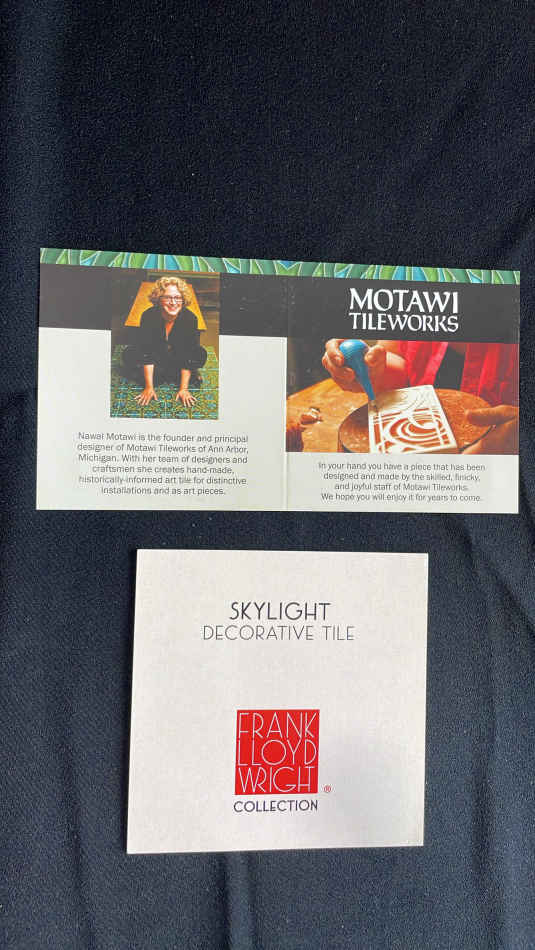 MOTAWI
TILEWORKS
Nawal Motawi is the founder and principal
designer of Motawi Tileworks of Ann Arbor,
Michigan. With her team of designers and
craftsmen she creates hand-made,
historically-informed art tile for distinctive
installations and as art pieces.
In your hand you have a piece that has been
designed and made by the skilled, finicky,
and joyful staff of Motawi Tileworks.
We hope you will enjoy it for years to come.
SKYLIGHT
DECORATIVE TILE
FRANK
LLOYD
WRIGHT
®
COLLECTION